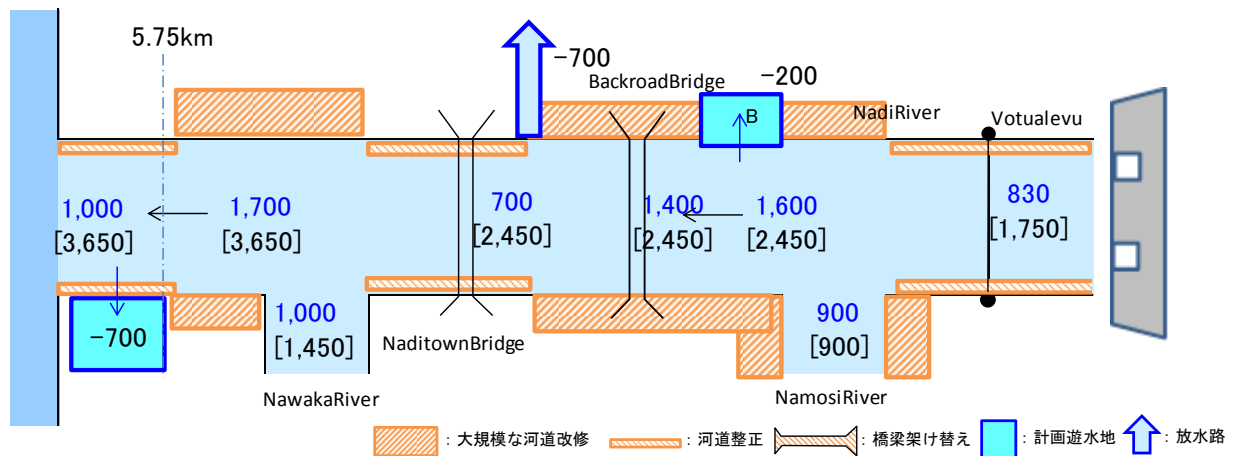 5.75km
-700
BackroadBridge
-200
B
NadiRiver
Votualevu
1,000
[3,650]
1,700
[3,650]
700
[2,450]
1,400
[2,450]
1,600
[2,450]
830
[1,750]
-700
1,000
[1,450]
NaditownBridge
900
[900]
NawakaRiver
NamosiRiver
：大規模な河道改修
：河道整正
：橋梁架け替え
：計画遊水地
：放水路